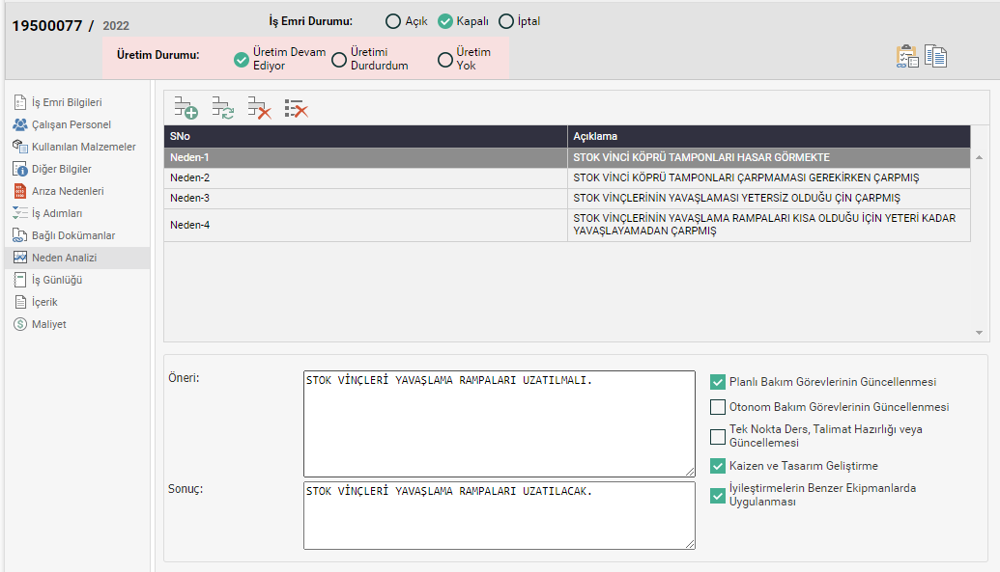 19500077 / 2022
İş Emri Durumu: Açık Kapalı İptal
Üretim Durumu: Üretim Devam Ediyor Üretimi Durdurdum Üretim Yok
İş Emri Bilgileri
Çalışan Personel
Kullanılan Malzemeler
Diğer Bilgiler
Arıza Nedenleri
İş Adımları
Bağlı Dokümanlar
Neden Analizi
İş Günlüğü
İçerik
Maliyet
SNo Açıklama
Neden-1 STOK VİNCİ KÖPRÜ TAMPONLARI HASAR GÖRMEKTE
Neden-2 STOK VİNCİ KÖPRÜ TAMPONLARI ÇARPMAMASI GEREKİRKEN ÇARPMIŞ
Neden-3 STOK VİNÇLERİNİN YAVAŞLAMASI YETERSİZ OLDUĞU ÇİN ÇARPMIŞ
Neden-4 STOK VİNÇLERİNİN YAVAŞLAMA RAMPALARI KISA OLDUĞU İÇİN YETERİ KADAR
YAVAŞLAYAMADAN ÇARPMIŞ
Öneri:
STOK VİNÇLERİ YAVAŞLAMA RAMPALARI UZATILMALI.
Sonuç:
STOK VİNÇLERİ YAVAŞLAMA RAMPALARI UZATILACAK.
Planlı Bakım Görevlerinin Güncellenmesi
Otonom Bakım Görevlerinin Güncellenmesi
Tek Nokta Ders, Talimat Hazırlığı veya
Güncellemesi
Kaizen ve Tasarım Geliştirme
İyileştirmelerin Benzer Ekipmanlarda
Uygulanması